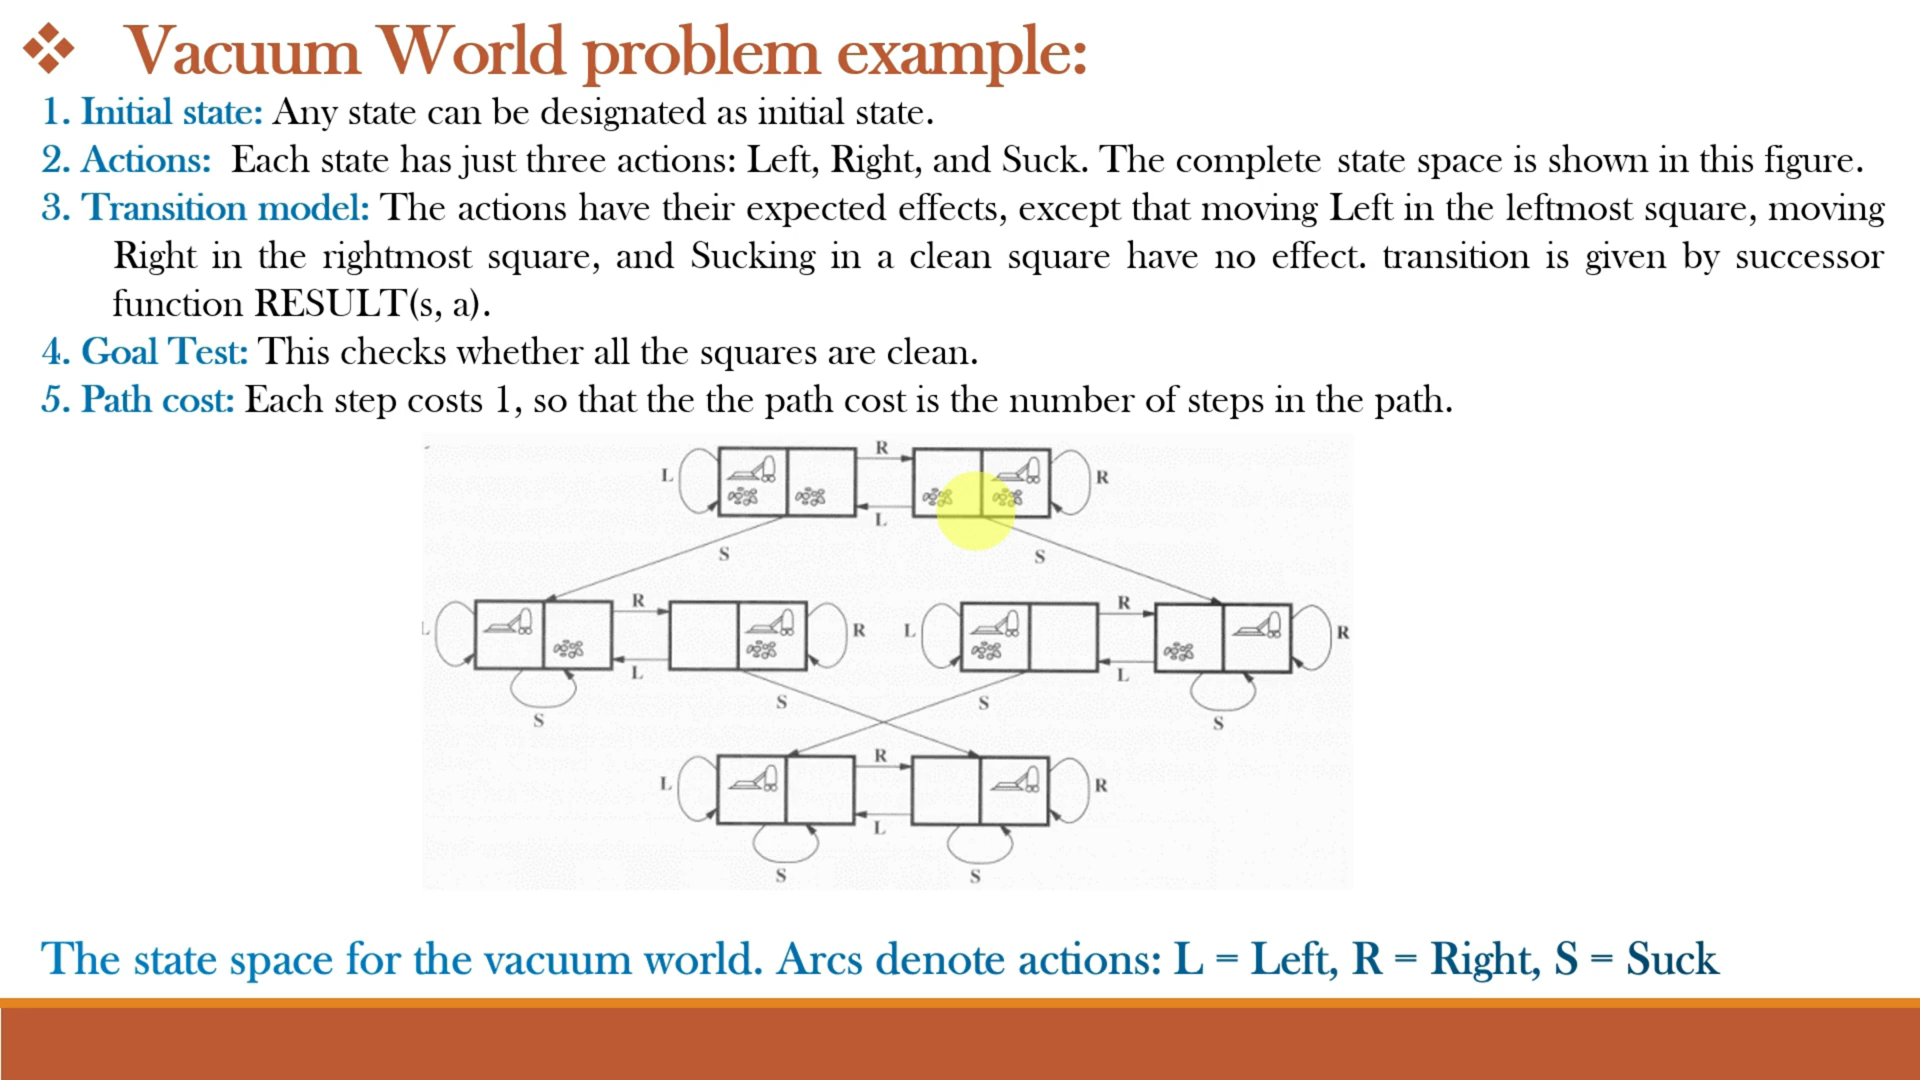 ❖ Vacuum World problem example:
1. Initial state: Any state can be designated as initial state.
2. Actions: Each state has just three actions: Left, Right, and Suck. The complete state space is shown in this figure.
3. Transition model: The actions have their expected effects, except that moving Left in the leftmost square, moving
Right in the rightmost square, and Sucking in a clean square have no effect. transition is given by successor
function RESULT(s, a).
4. Goal Test: This checks whether all the squares are clean.
5. Path cost: Each step costs 1, so that the the path cost is the number of steps in the path.
R
L R
L
S S
R R
L R L R
L L
S S S S
R
L R
L
S S
The state space for the vacuum world. Arcs denote actions: L = Left, R = Right, S = Suck